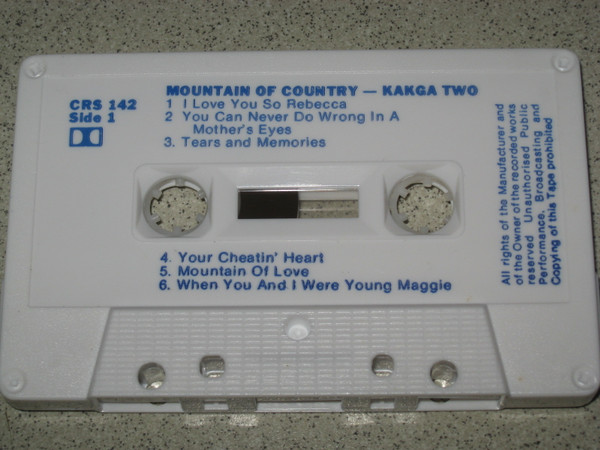 MOUNTAIN OF COUNTRY — KAKGA TWO
CRS 142
Side 1
1 I Love You So Rebecca
2 You Can Never Do Wrong In A
Mother's Eyes
3. Tears and Memories
4. Your Cheatin' Heart
5. Mountain Of Love
6. When You And I Were Young Maggie
All rights of the Manufacturer and
of the Owner of the recorded works
reserved Unauthorised Public
Performance. Broadcasting and
Copying of this Tape prohibited